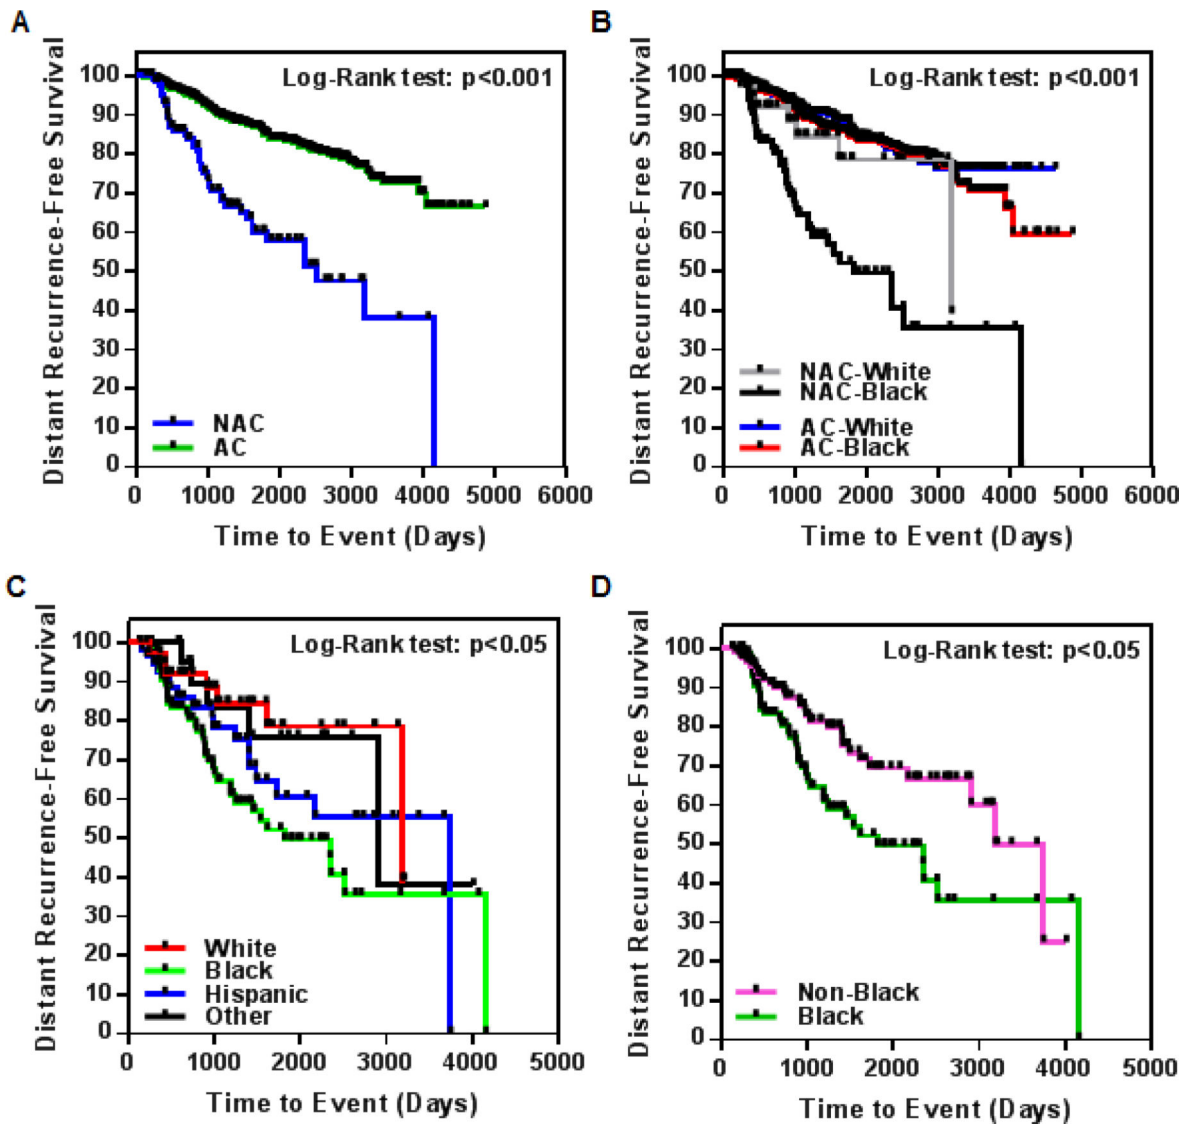 A
Distant Recurrence-Free Survival
100
90
80
70
60
50
40
30
20
10
0
Log-Rank test: p<0.001
NAC
AC
0 1000 2000 3000 4000 5000 6000
Time to Event (Days)
B
Distant Recurrence-Free Survival
100
90
80
70
60
50
40
30
20
10
0
Log-Rank test: p<0.001
NAC-White
NAC-Black
AC-White
AC-Black
0 1000 2000 3000 4000 5000 6000
Time to Event (Days)
C
Distant Recurrence-Free Survival
100
90
80
70
60
50
40
30
20
10
0
Log-Rank test: p<0.05
White
Black
Hispanic
Other
0 1000 2000 3000 4000 5000
Time to Event (Days)
D
Distant Recurrence-Free Survival
100
90
80
70
60
50
40
30
20
10
0
Log-Rank test: p<0.05
Non-Black
Black
0 1000 2000 3000 4000 5000
Time to Event (Days)